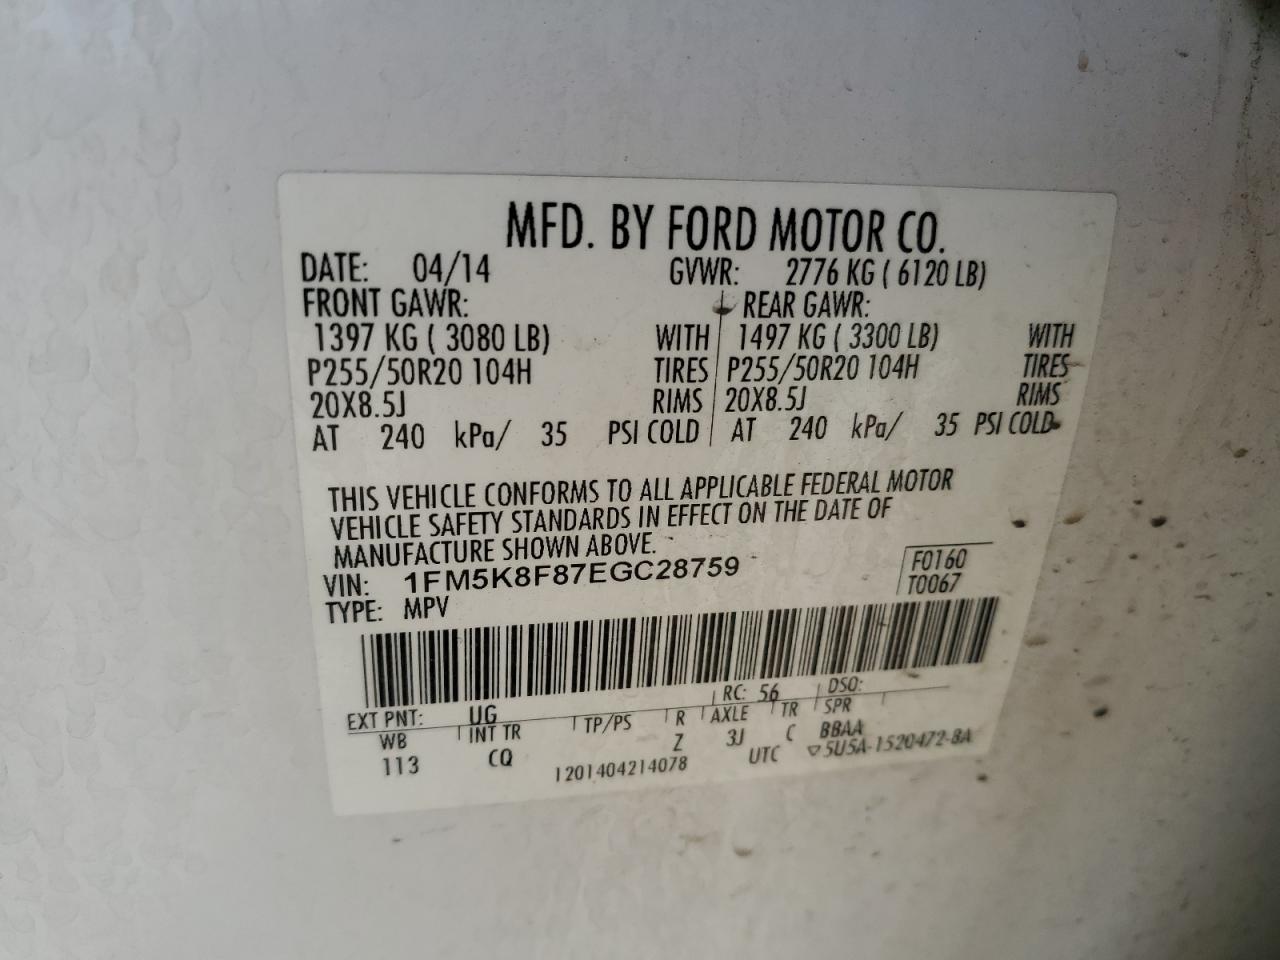 MFD. BY FORD MOTOR CO.
DATE: 04/14 GVWR: 2776 KG ( 6120 LB)
FRONT GAWR: REAR GAWR:
1397 KG ( 3080 LB) WITH 1497 KG ( 3300 LB) WITH
P255/50R20 104H TIRES P255/50R20 104H TIRES
20X8.5J RIMS 20X8.5J RIMS
AT 240 kPa/ 35 PSI COLD AT 240 kPa/ 35 PSI COLD
THIS VEHICLE CONFORMS TO ALL APPLICABLE FEDERAL MOTOR
VEHICLE SAFETY STANDARDS IN EFFECT ON THE DATE OF
MANUFACTURE SHOWN ABOVE.
VIN: 1FM5K8F87EGC28759 F0160
TYPE: MPV T0067
EXT PNT: UG RC: 56 DSO:
WB INT TR TP/PS R AXLE TR SPR
113 CQ Z 3J C BBAA
1201404214078 UTC ▽5U5A-1520472-BA